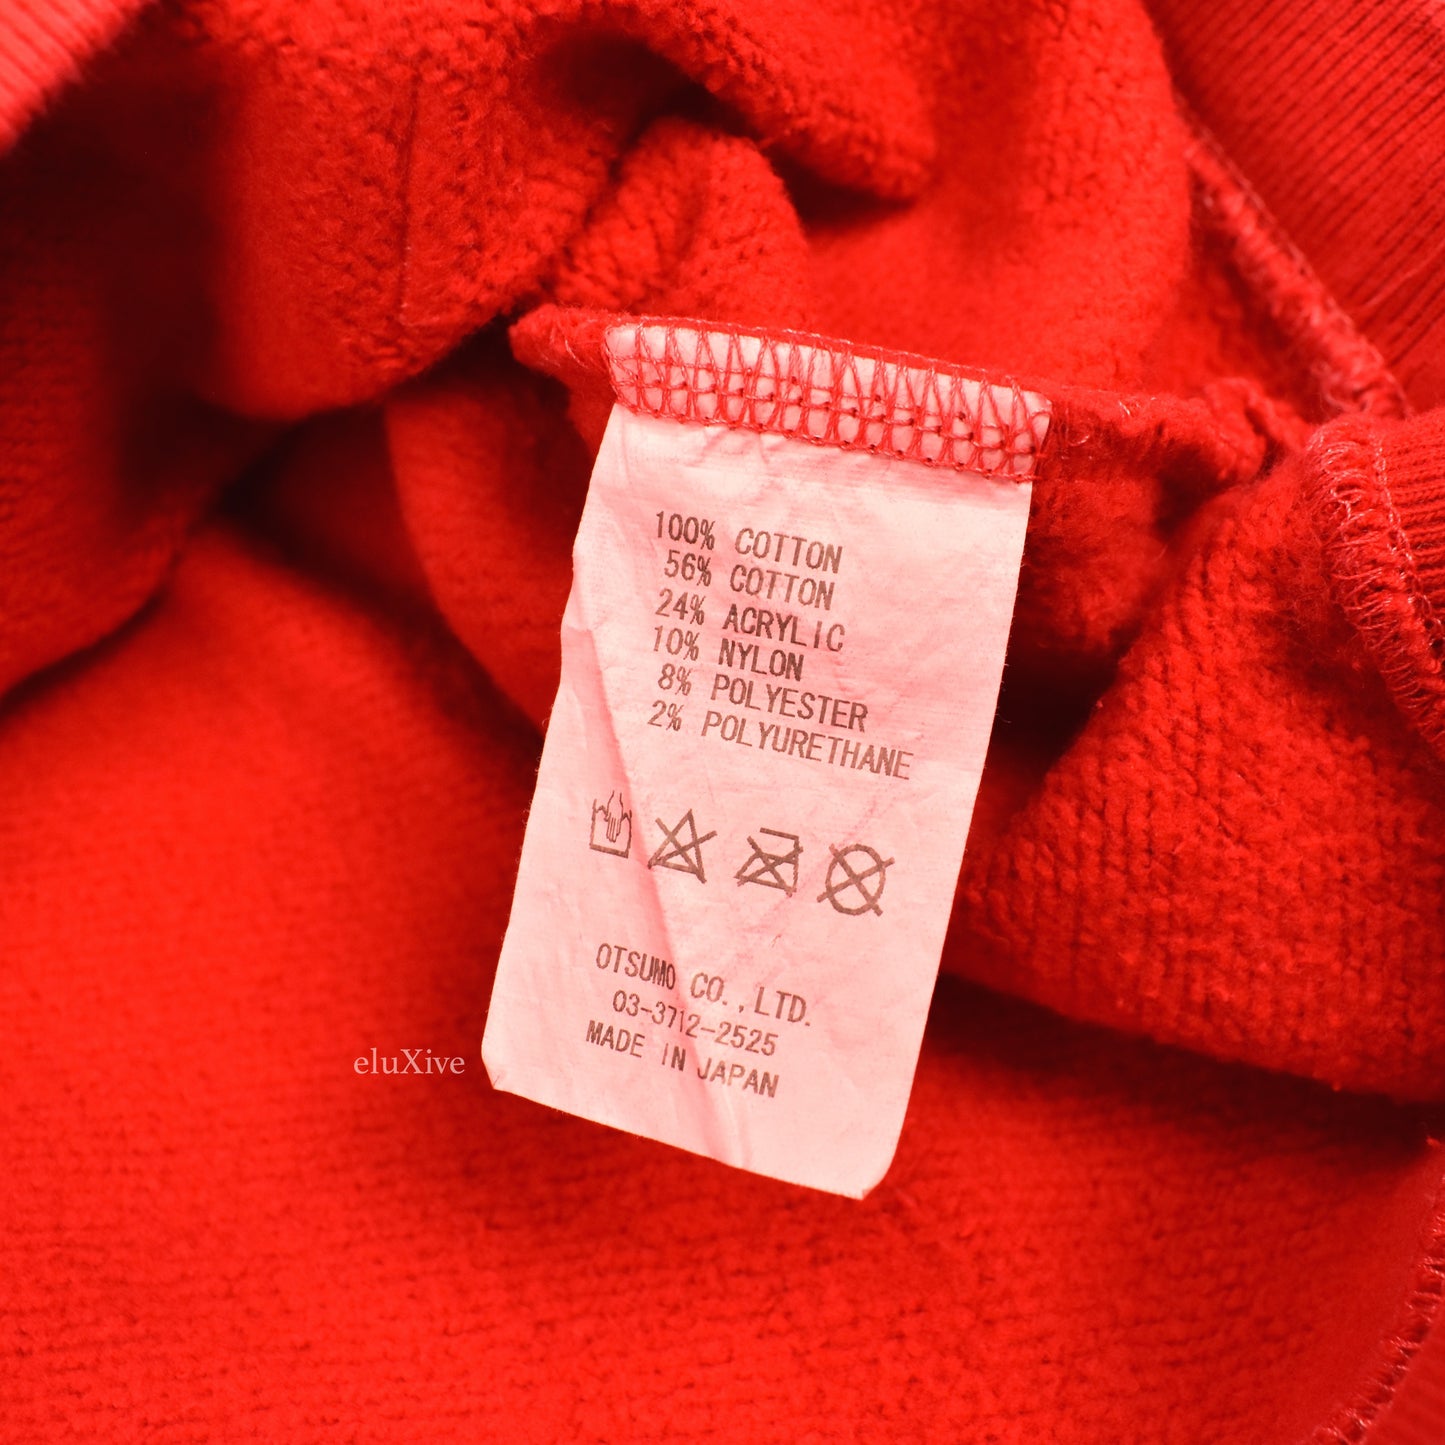 100% COTTON
56% COTTON
24% ACRYLIC
10% NYLON
8% POLYESTER
2% POLYURETHANE
OTSUMO CO.,LTD.
03-3712-2525
MADE IN JAPAN
eluXive